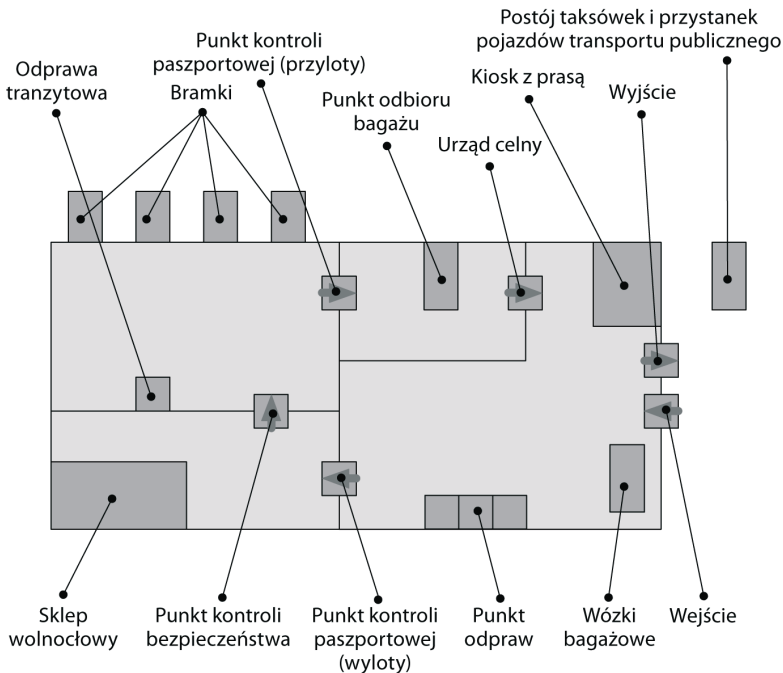 Postój taksówek i przystanek
pojazdów transportu publicznego
Punkt kontroli
paszportowej (przyloty)
Odprawa
tranzytowa
Bramki
Punkt odbioru
bagażu
Kiosk z prasą
Wyjście
Urząd celny
Sklep
wolnocłowy
Punkt kontroli
bezpieczeństwa
Punkt kontroli
paszportowej
(wyloty)
Punkt
odpraw
Wózki
bagażowe
Wejście